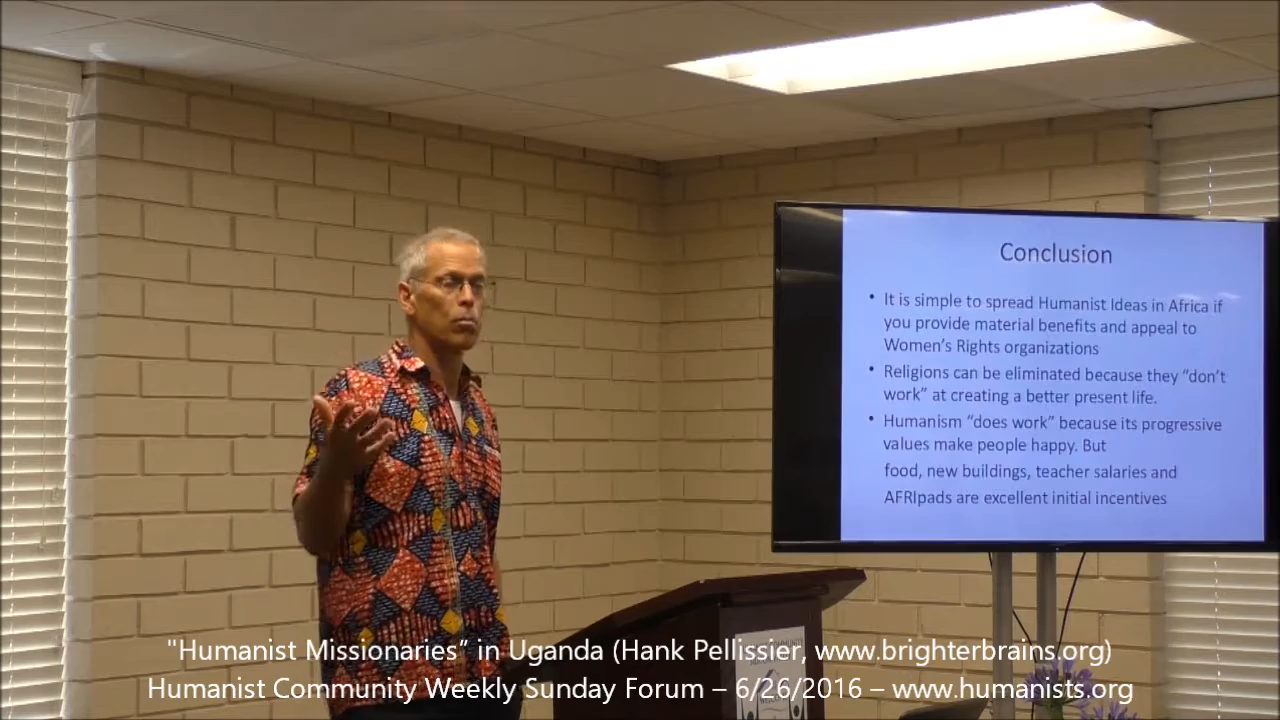 Conclusion
• It is simple to spread Humanist Ideas in Africa if
you provide material benefits and appeal to
Women's Rights organizations
• Religions can be eliminated because they "don't
work" at creating a better present life.
• Humanism "does work" because its progressive
values make people happy. But
food, new buildings, teacher salaries and
AFRIpads are excellent initial incentives
COMMUNITY
"Humanist Missionaries" in Uganda (Hank Pellissier, www.brighterbrains.org)
Humanist Community Weekly Sunday Forum – 6/26/2016 – www.humanists.org